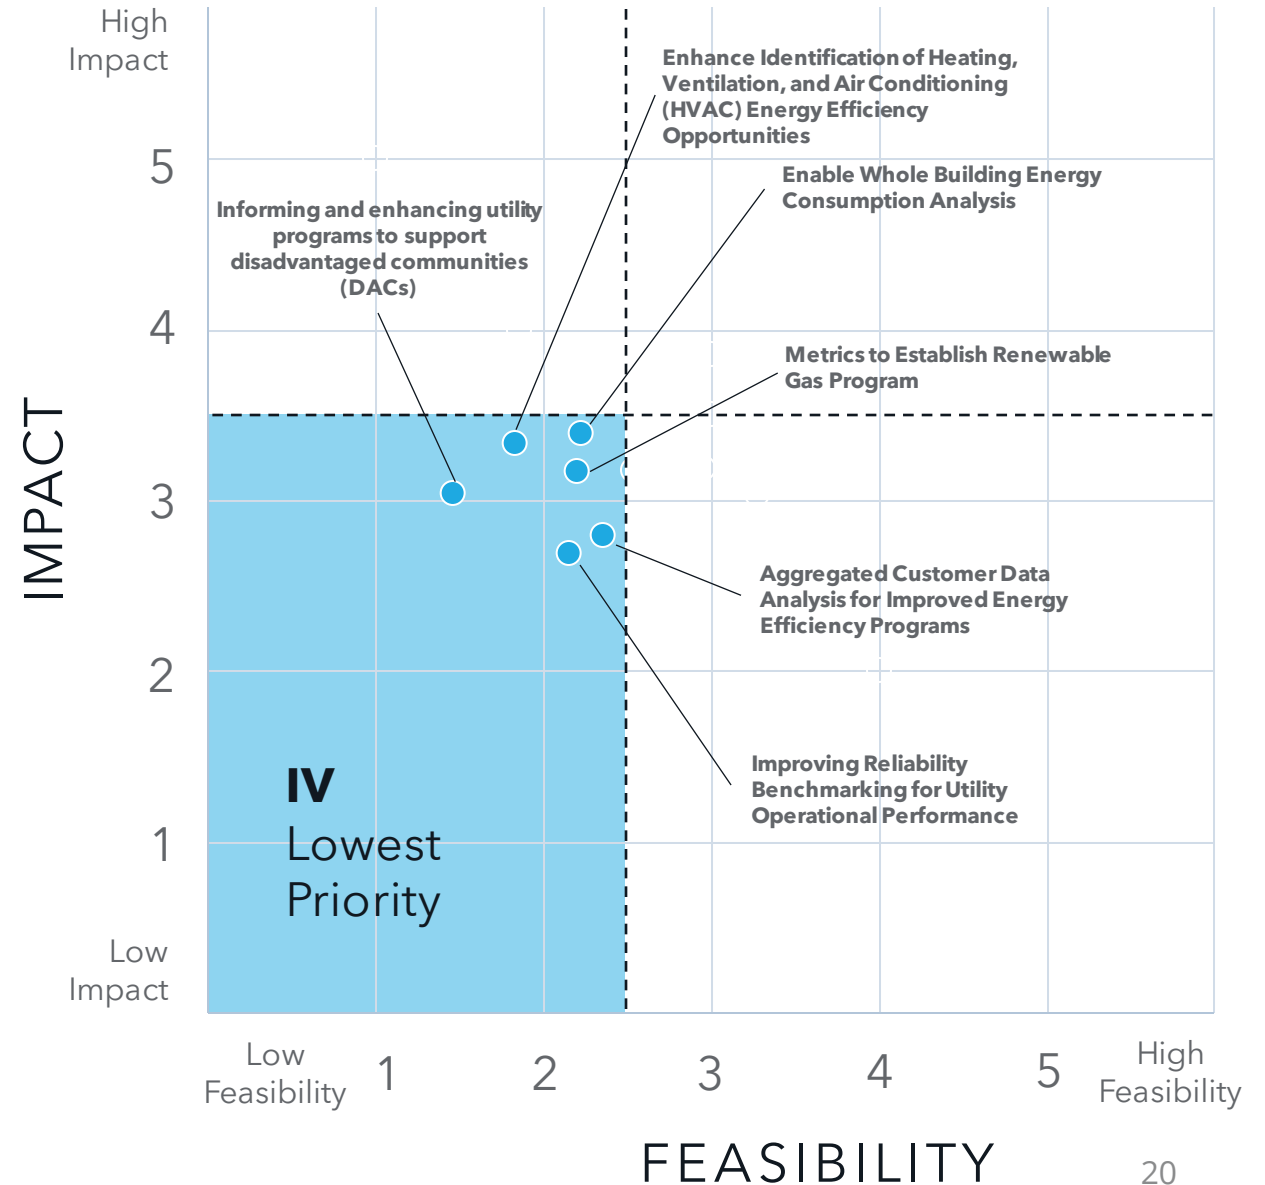 High
Impact
Enhance Identification of Heating,
Ventilation, and Air Conditioning
(HVAC) Energy Efficiency
Opportunities
5
Enable Whole Building Energy
Consumption Analysis
Informing and enhancing utility
programs to support
disadvantaged communities
(DACs)
4
Metrics to Establish Renewable
Gas Program
IMPACT
3
Aggregated Customer Data
Analysis for Improved Energy
Efficiency Programs
2
IV
Lowest
Priority
Improving Reliability
Benchmarking for Utility
Operational Performance
1
Low
Impact
Low
Feasibility
1
2
3
4
5
High
Feasibility
FEASIBILITY
20